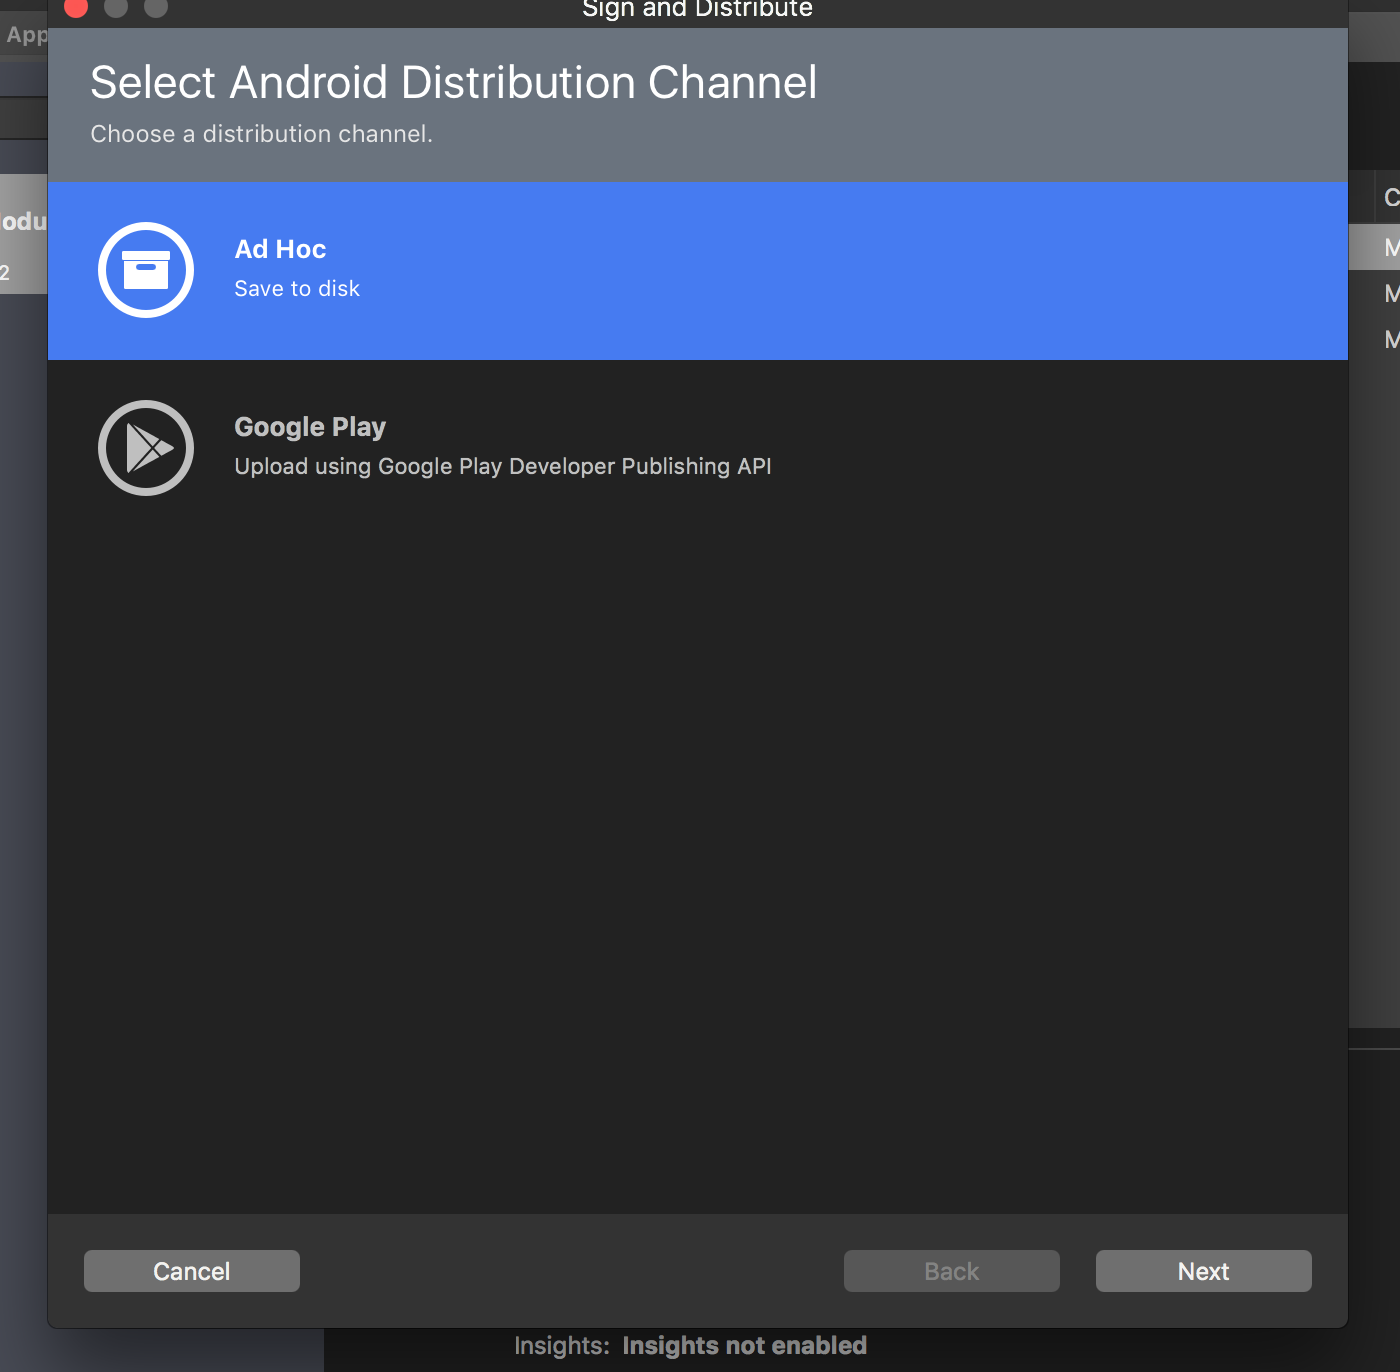 Sign and Distribute
App
Select Android Distribution Channel
Choose a distribution channel.
Ad Hoc
Save to disk
Google Play
Upload using Google Play Developer Publishing API
odu
2
C
M
M
M
Cancel
Back
Next
Insights: Insights not enabled